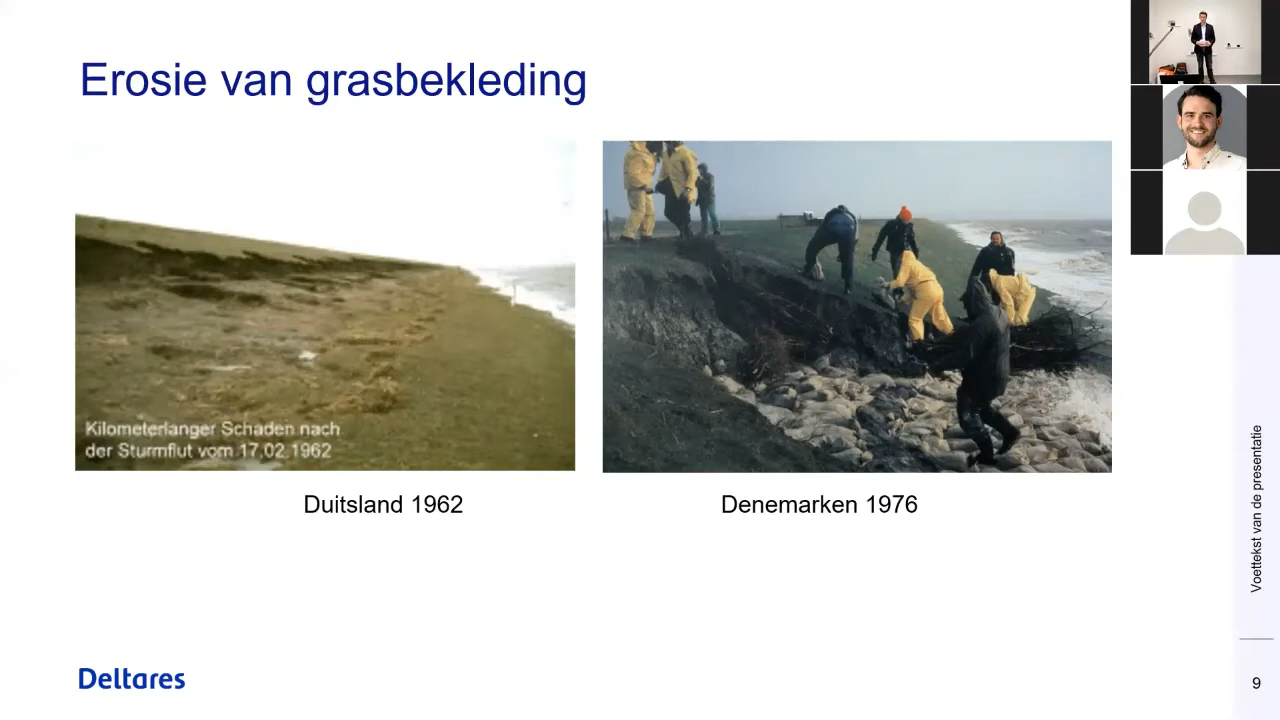 Erosie van grasbekleding
Kilometerlanger Schaden nach
der Sturmflut vom 17.02.1962
Duitsland 1962
Denemarken 1976
Voettekst van de presentatie
Deltares
9